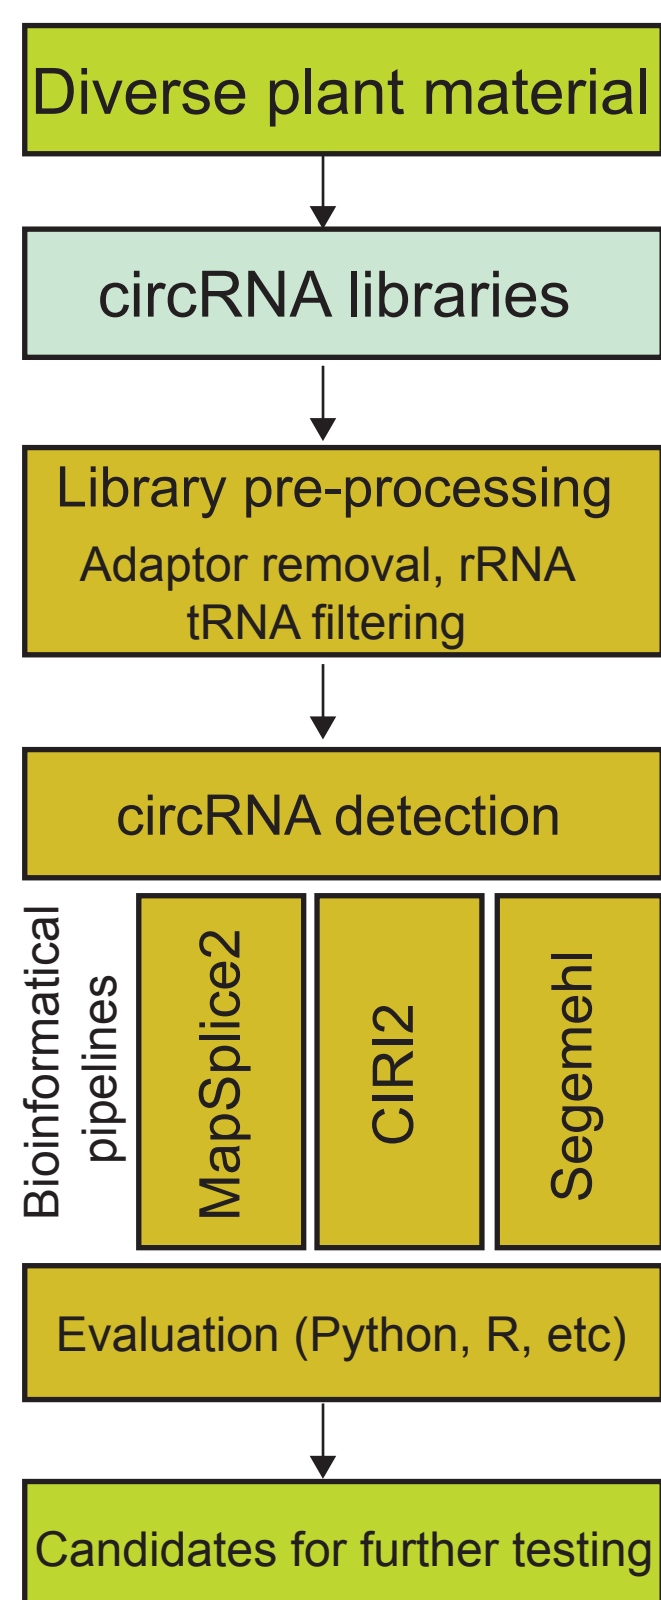 Diverse plant material
circRNA libraries
Library pre-processing
Adaptor removal, rRNA
tRNA filtering
circRNA detection
Bioinformatical
pipelines
MapSplice2
CIRI2
Segemehl
Evaluation (Python, R, etc)
Candidates for further testing